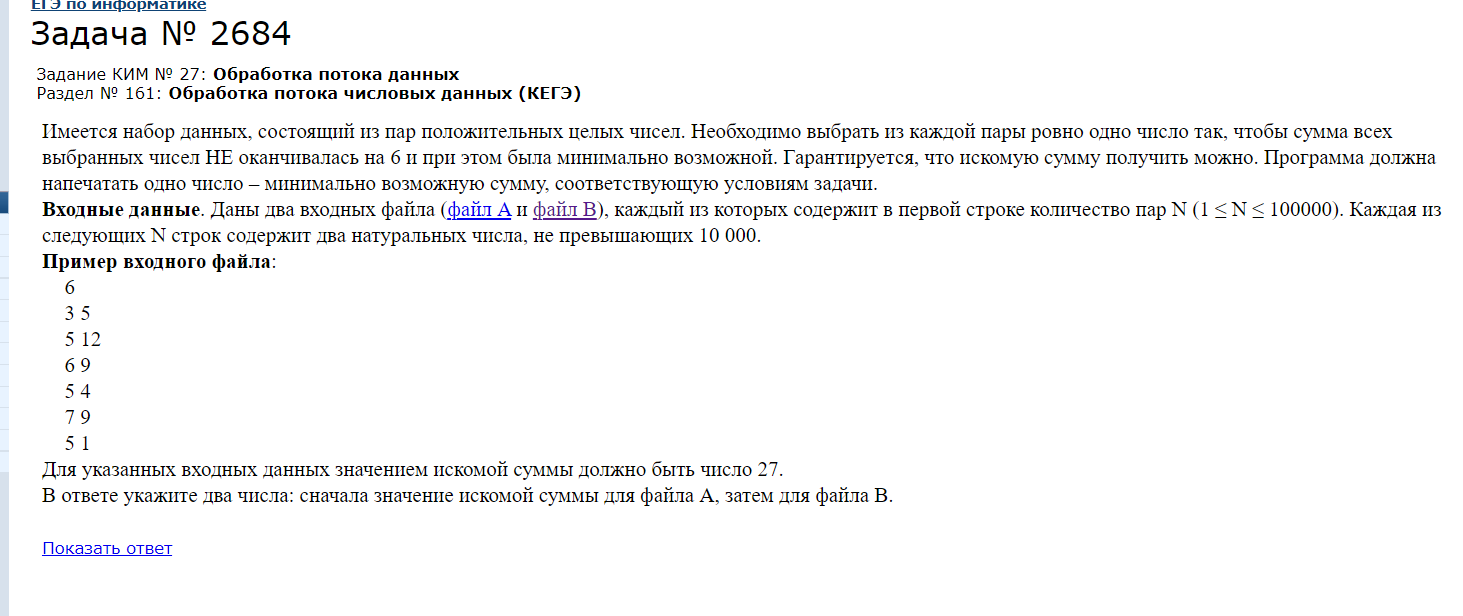 ЕГЭ по информатике
Задача № 2684
Задание КИМ № 27: Обработка потока данных
Раздел № 161: Обработка потока числовых данных (КЕГЭ)
Имеется набор данных, состоящий из пар положительных целых чисел. Необходимо выбрать из каждой пары ровно одно число так, чтобы сумма всех
выбранных чисел НЕ оканчивалась на 6 и при этом была минимально возможной. Гарантируется, что искомую сумму получить можно. Программа должна
напечатать одно число – минимально возможную сумму, соответствующую условиям задачи.
Входные данные. Даны два входных файла (файл A и файл B), каждый из которых содержит в первой строке количество пар N (1 ≤ N ≤ 100000). Каждая из
следующих N строк содержит два натуральных числа, не превышающих 10 000.
Пример входного файла:
6
3 5
5 12
6 9
5 4
7 9
5 1
Для указанных входных данных значением искомой суммы должно быть число 27.
В ответе укажите два числа: сначала значение искомой суммы для файла А, затем для файла B.
Показать ответ